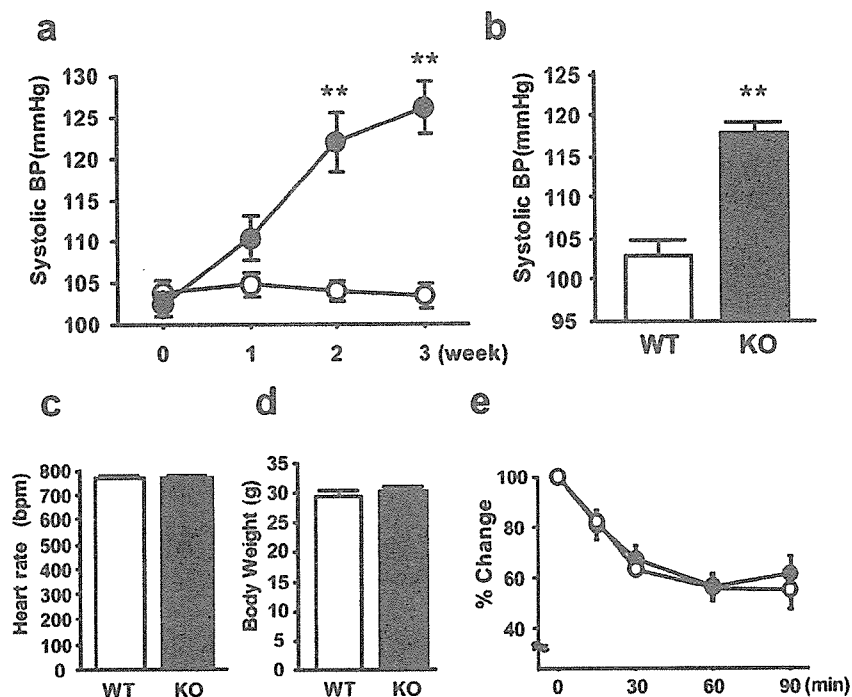 a
Systolic BP(mmHg)
130
125
120
115
110
105
100
**
**
0
1
2
3 (week)
b
Systolic BP(mmHg)
125
120
115
110
105
100
95
**
WT
KO
c
Heart rate (bpm)
800
700
600
500
400
300
200
100
0
WT
KO
d
Body Weight (g)
35
30
25
20
15
10
5
0
WT
KO
e
% Change
100
80
60
40
0
30
60
90 (min)